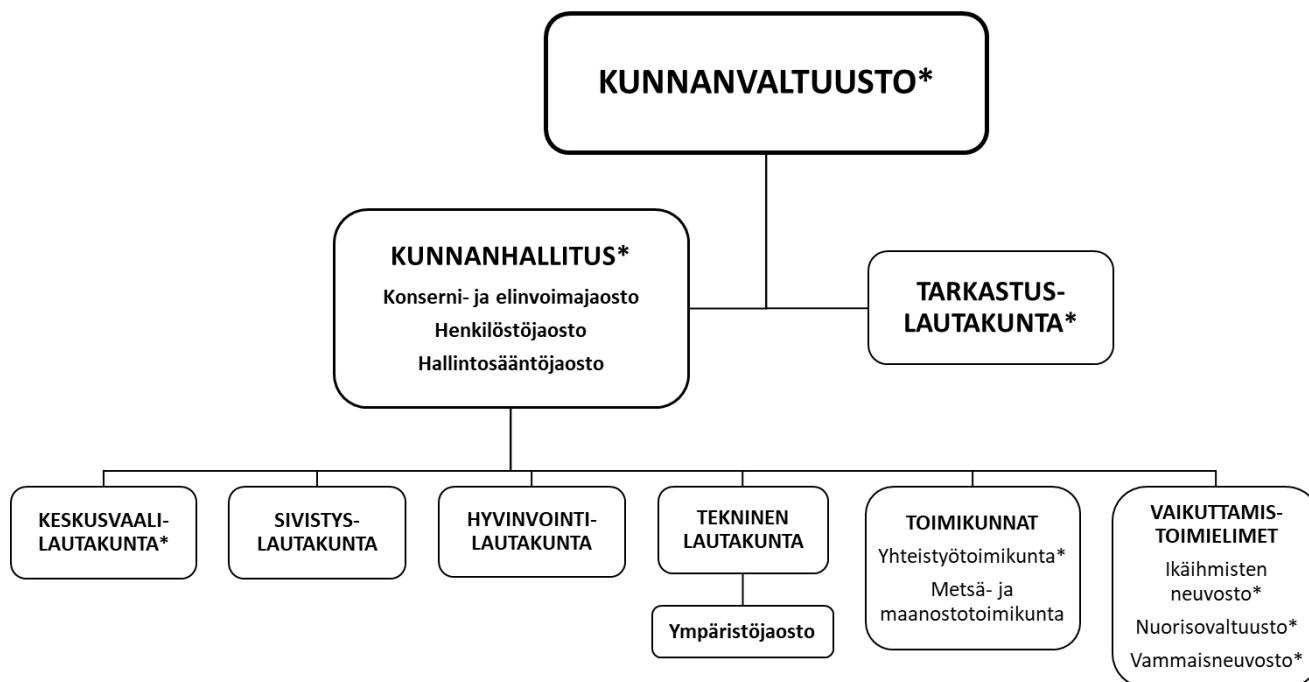 KUNNANVALTUUSTO*
KUNNANHALLITUS*
Konserni- ja elinvoimajaosto
Henkilöstöjaosto
Hallintosääntöjaosto
TARKASTUS-
LAUTAKUNTA*
KESKUSVAALI-
LAUTAKUNTA*
SIVISTYS-
LAUTAKUNTA
HYVINVOINTI-
LAUTAKUNTA
TEKNINEN
LAUTAKUNTA
Ympäristöjaosto
TOIMIKUNNAT
Yhteistyötoimikunta*
Metsä- ja
maanostotoimikunta
VAIKUTTAMIS-
TOIMIELIMET
Ikäihmisten
neuvosto*
Nuorisovaltuusto*
Vammaisneuvosto*